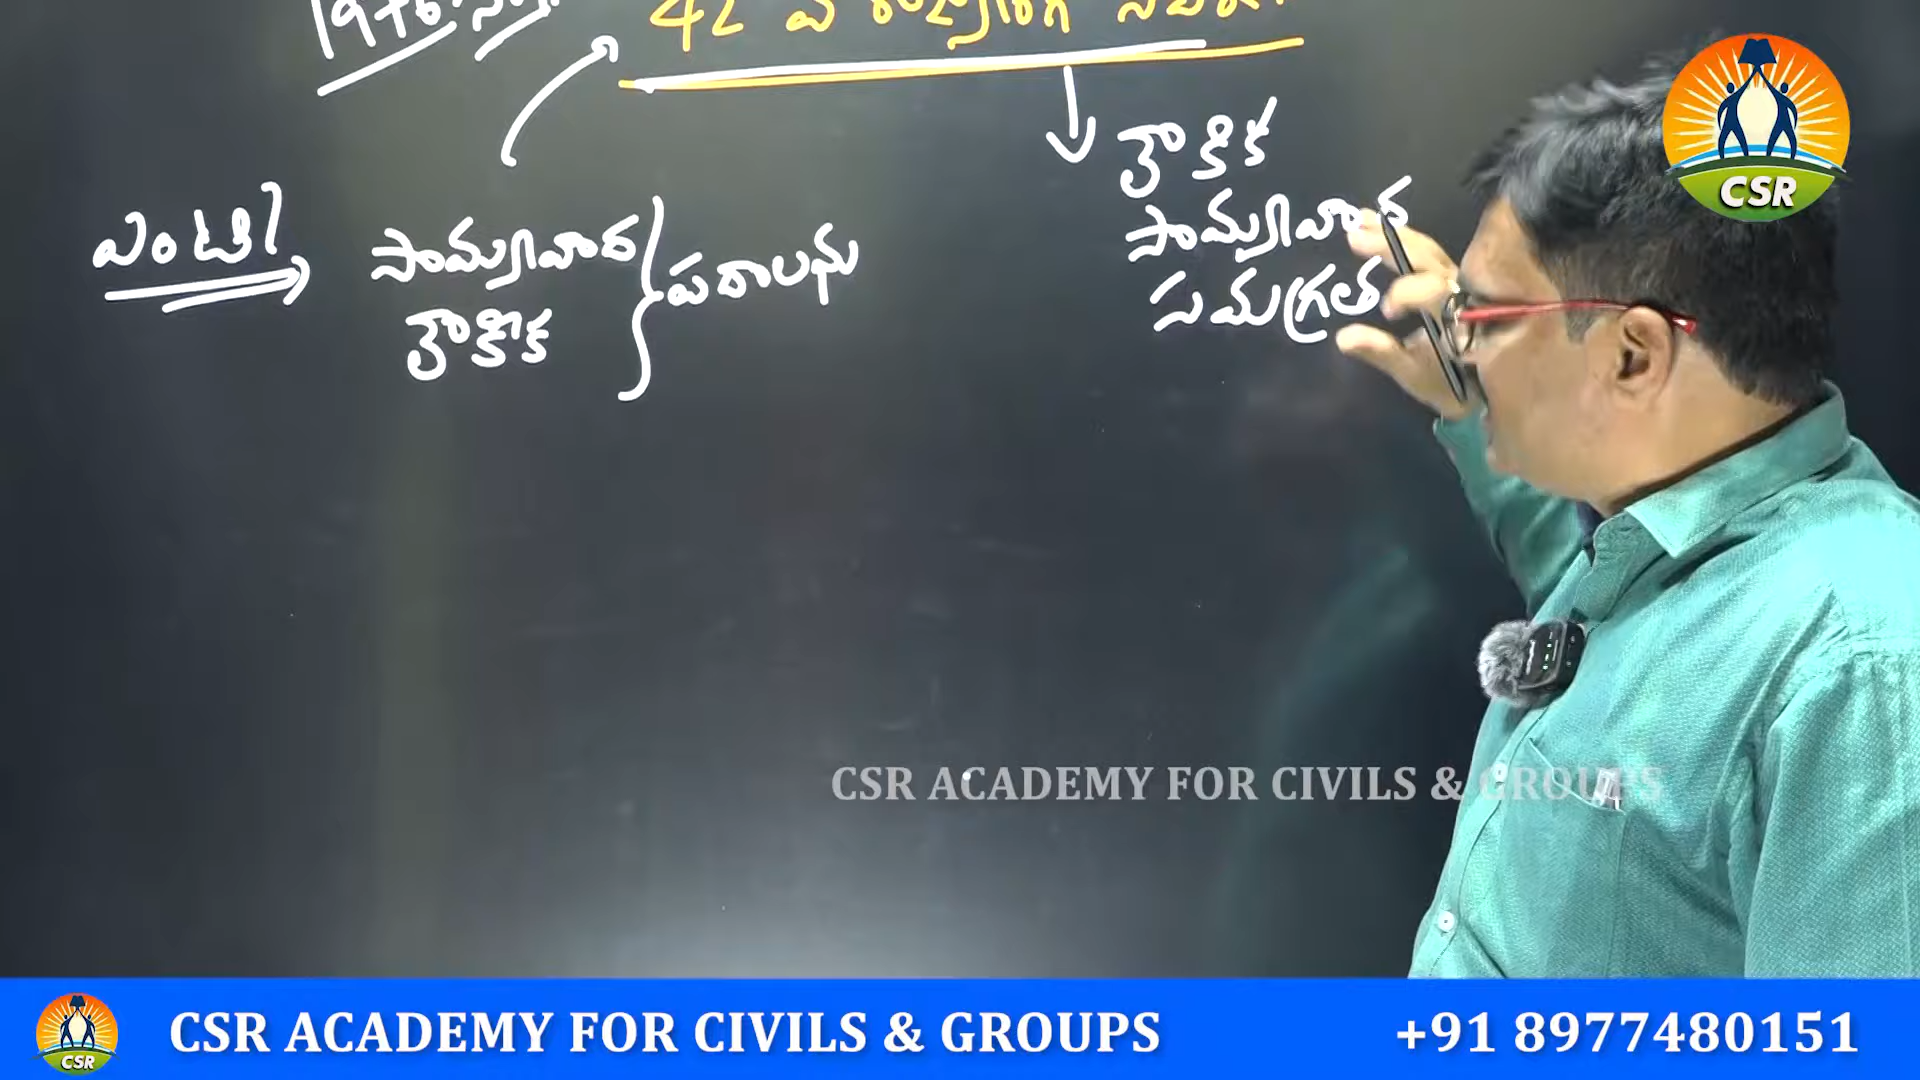 1976 సం.
42 వ రాజ్యాంగ సవరణ
లౌకిక
సామ్యవాద
సమగ్రత
ఎంటి?
సామ్యవాద
లౌకిక
పదాలను
CSR
CSR ACADEMY FOR CIVILS & GROUPS
CSR
CSR ACADEMY FOR CIVILS & GROUPS
+91 8977480151